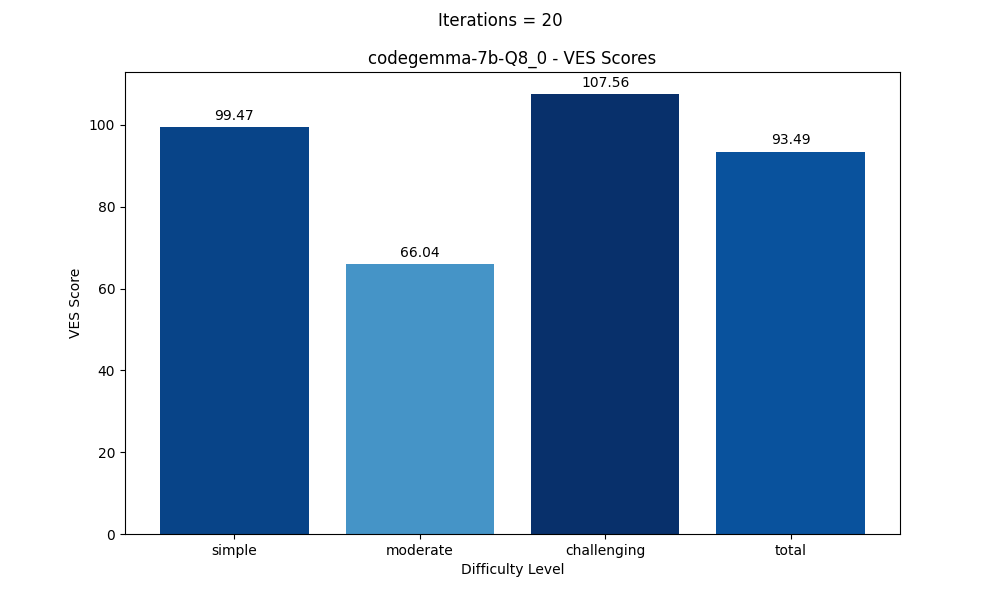 Iterations = 20
codegemma-7b-Q8_0 - VES Scores
107.56
99.47
93.49
66.04
100
80
60
40
20
0
VES Score
simple moderate challenging total
Difficulty Level